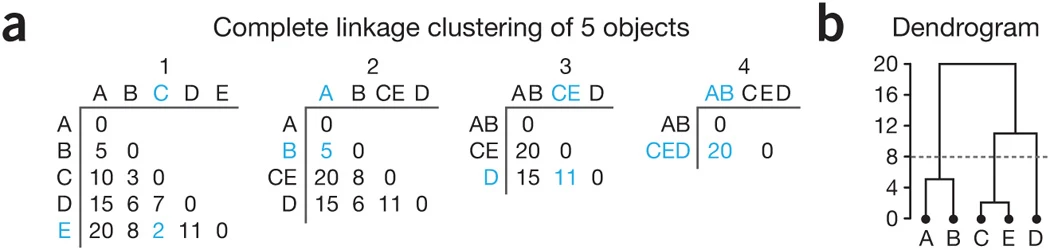 a
Complete linkage clustering of 5 objects
1
A B C D E
A 0
B 5 0
C 10 3 0
D 15 6 7 0
E 20 8 2 11 0
2
A B CE D
A 0
B 5 0
CE 20 8 0
D 15 6 11 0
3
AB CE D
AB 0
CE 20 0
D 15 11 0
4
AB CED
AB 0
CED 20 0
b
Dendrogram
20
16
12
8
4
0
A B C E D